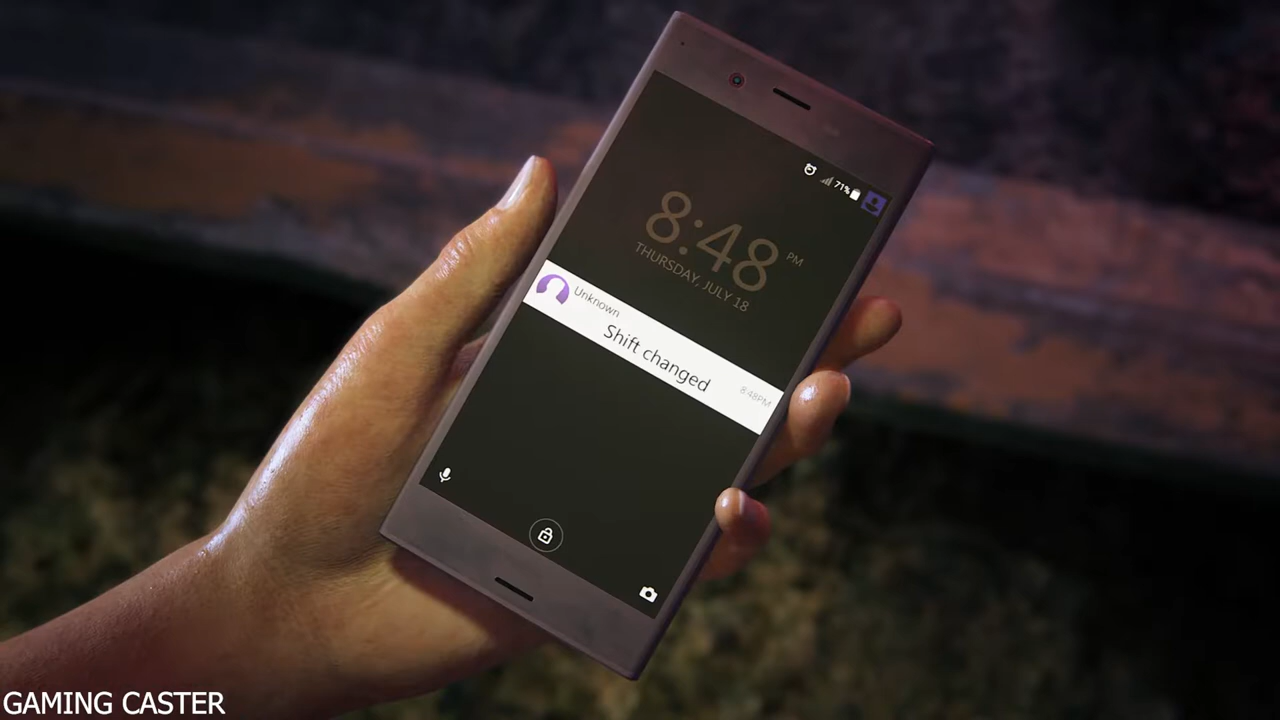 71%
8:48 PM
THURSDAY, JULY 18
Unknown
Shift changed
8:48PM
GAMING CASTER